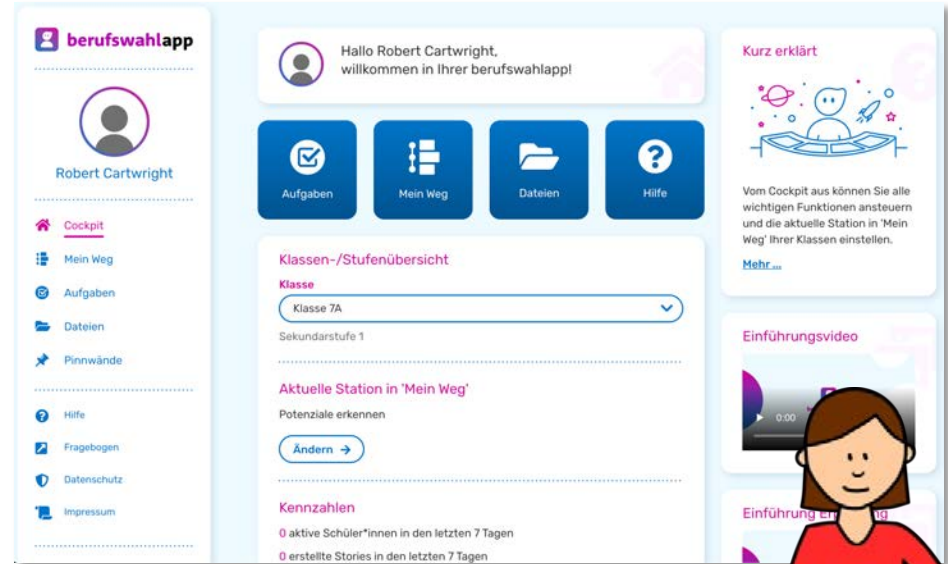 berufswahlapp
Robert Cartwright
Cockpit
Mein Weg
Aufgaben
Dateien
Pinnwände
Hilfe
Fragebogen
Datenschutz
Impressum
Hallo Robert Cartwright,
willkommen in Ihrer berufswahlapp!
Aufgaben
Mein Weg
Dateien
Hilfe
Klassen-/Stufenübersicht
Klasse
Klasse 7A
Sekundarstufe 1
Aktuelle Station in 'Mein Weg'
Potenziale erkennen
Ändern →
Kennzahlen
0 aktive Schüler*innen in den letzten 7 Tagen
0 erstellte Stories in den letzten 7 Tagen
Kurz erklärt
Vom Cockpit aus können Sie alle
wichtigen Funktionen ansteuern
und die aktuelle Station in 'Mein
Weg' Ihrer Klassen einstellen.
Mehr ...
Einführungsvideo
0:00
Einführung